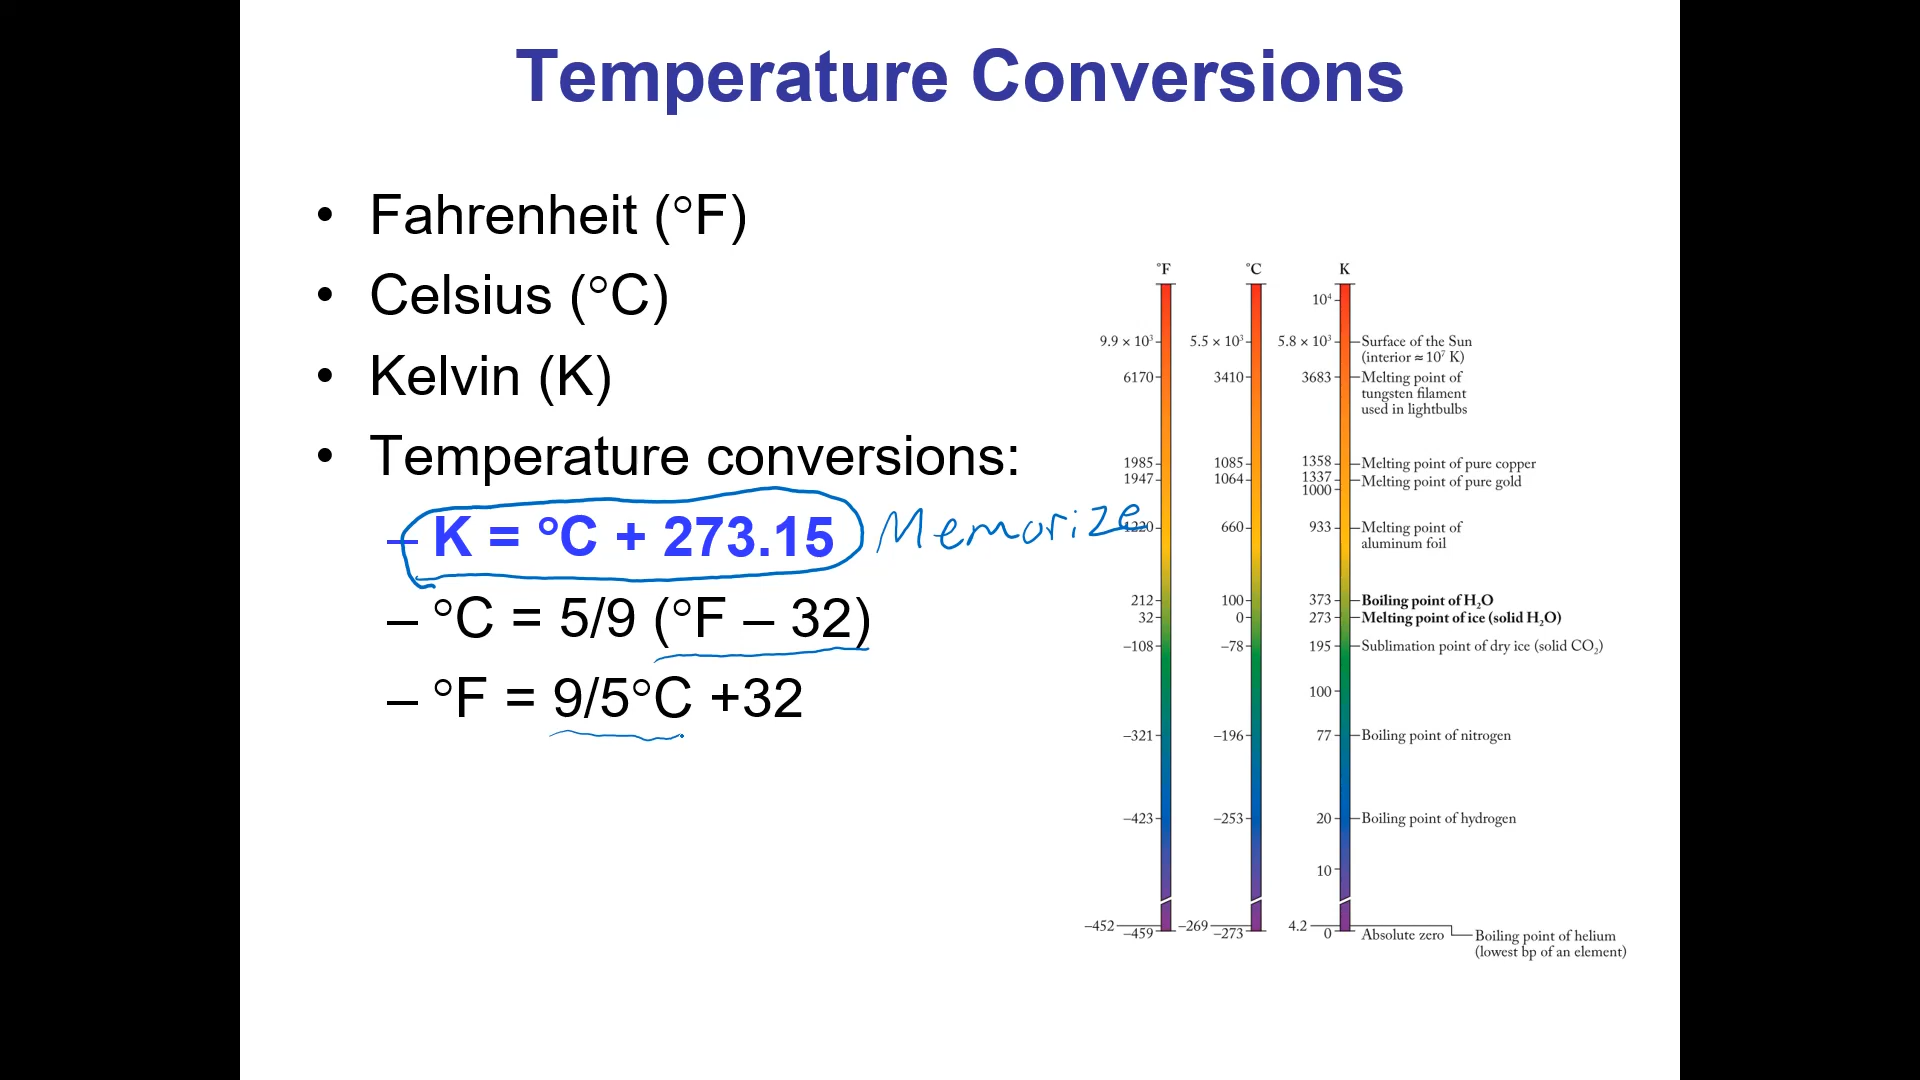 Temperature Conversions
• Fahrenheit (°F)
• Celsius (°C)
• Kelvin (K)
• Temperature conversions:
– K = °C + 273.15 Memorize
– °C = 5/9 (°F – 32)
– °F = 9/5°C +32
°F °C K
10⁴
9.9 × 10³ 5.5 × 10³ 5.8 × 10³ Surface of the Sun
(interior ≈ 10⁷ K)
6170 3410 3683 Melting point of
tungsten filament
used in lightbulbs
1985 1085 1358 Melting point of pure copper
1947 1064 1337 Melting point of pure gold
1000
1220 660 933 Melting point of
aluminum foil
212 100 373 Boiling point of H₂O
32 0 273 Melting point of ice (solid H₂O)
–108 –78 195 Sublimation point of dry ice (solid CO₂)
100
–321 –196 77 Boiling point of nitrogen
–423 –253 20 Boiling point of hydrogen
10
–452 –269 4.2
–459 –273 0 Absolute zero Boiling point of helium
(lowest bp of an element)